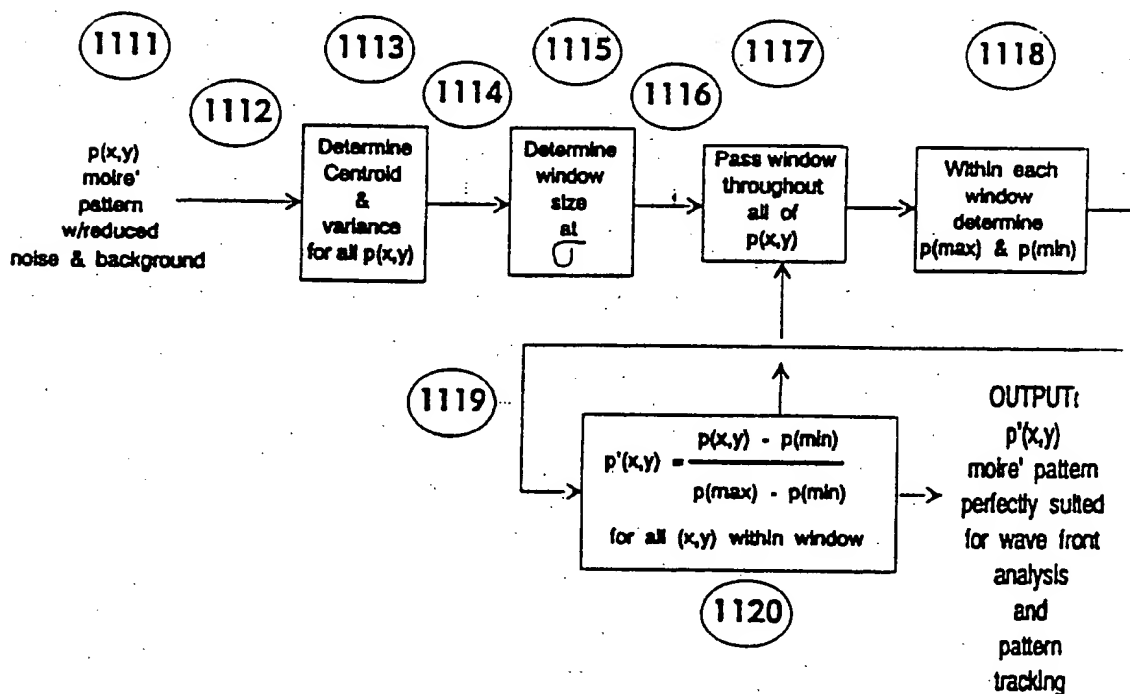 1111
1112
1113
1114
1115
1116
1117
1118
p(x,y)
moire'
pattern
w/reduced
noise & background
Determine
Centroid
&
variance
for all p(x,y)
Determine
window
size
at
σ
Pass window
throughout
all of
p(x,y)
Within each
window
determine
p(max) & p(min)
1119
p'(x,y) = p(x,y) - p(min)
p(max) - p(min)
for all (x,y) within window
1120
OUTPUT:
p'(x,y)
moire' pattern
perfectly suited
for wave front
analysis
and
pattern
tracking